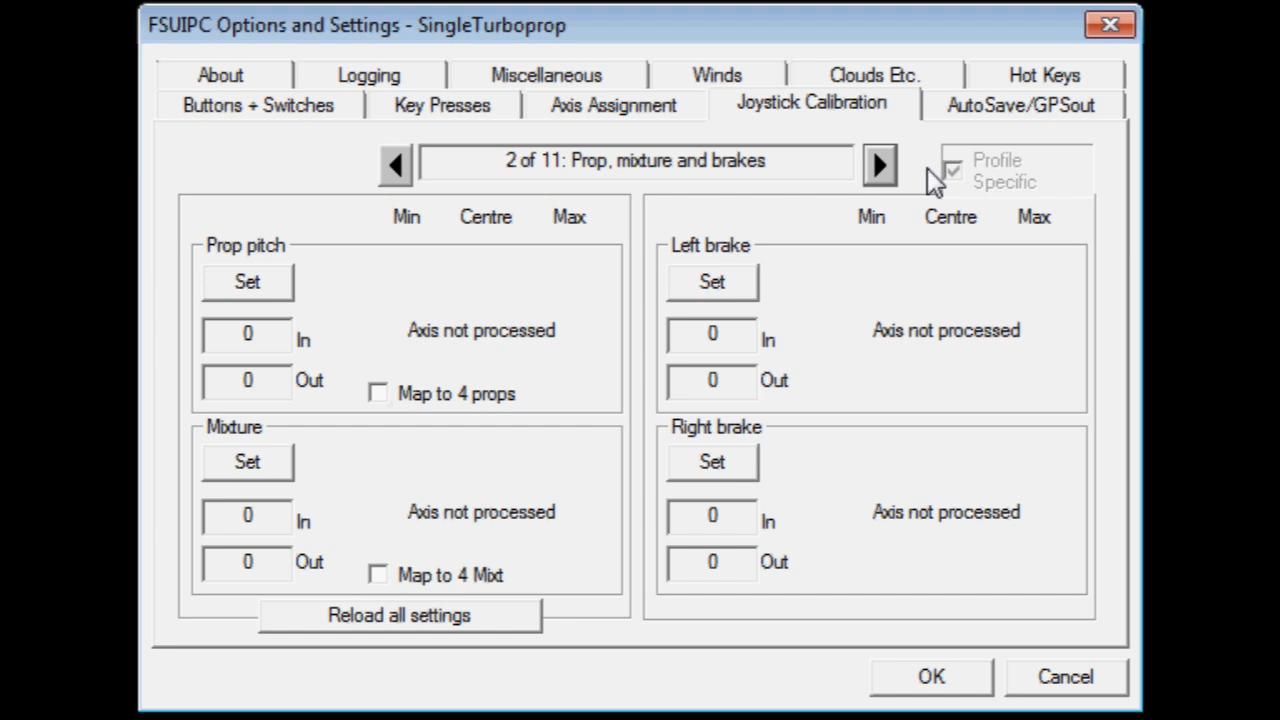 FSUIPC Options and Settings - SingleTurboprop
About Logging Miscellaneous Winds Clouds Etc. Hot Keys
Buttons + Switches Key Presses Axis Assignment Joystick Calibration AutoSave/GPSout
2 of 11: Prop, mixture and brakes
Profile
Specific
Min Centre Max
Prop pitch
Set
0 In Axis not processed
0 Out Map to 4 props
Mixture
Set
0 In Axis not processed
0 Out Map to 4 Mixt
Reload all settings
Min Centre Max
Left brake
Set
0 In Axis not processed
0 Out
Right brake
Set
0 In Axis not processed
0 Out
OK Cancel